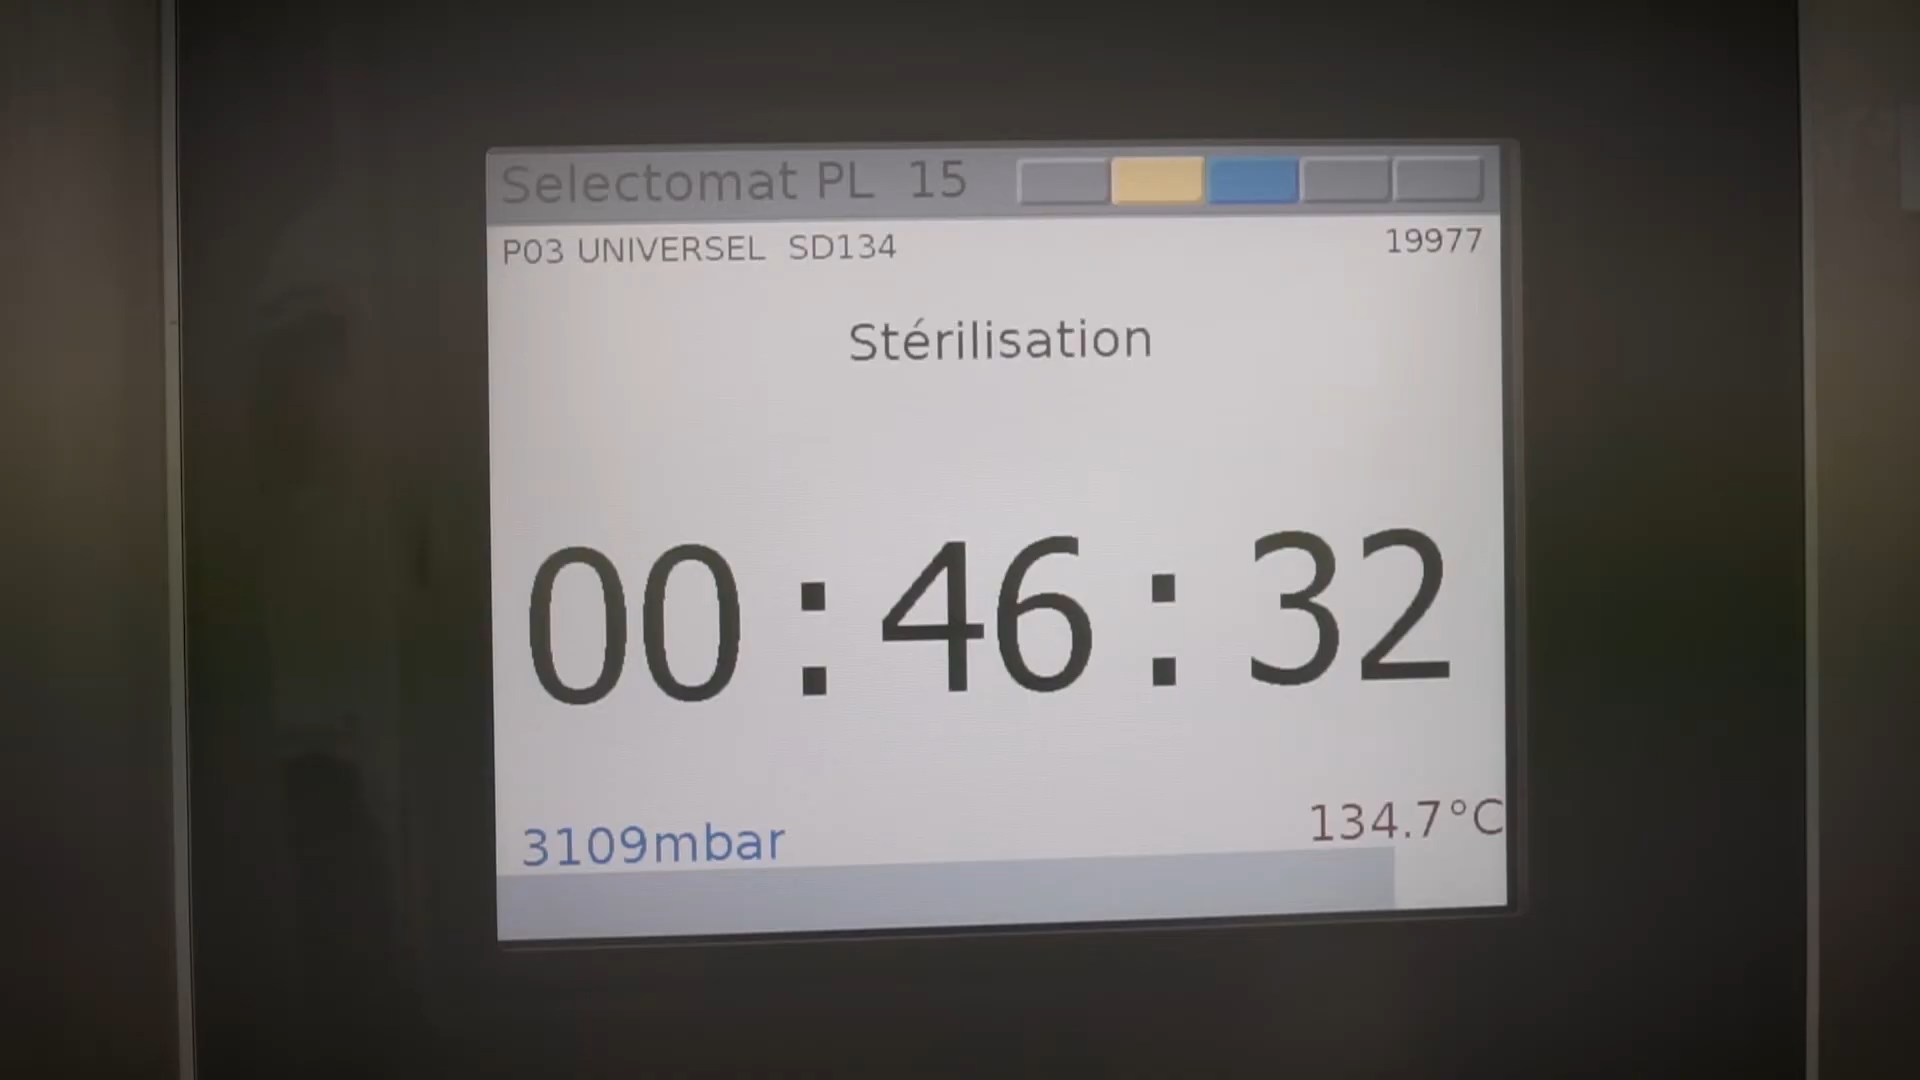 Selectomat PL 15
P03 UNIVERSEL SD134 19977
Stérilisation
00:46:32
3109mbar 134.7°C